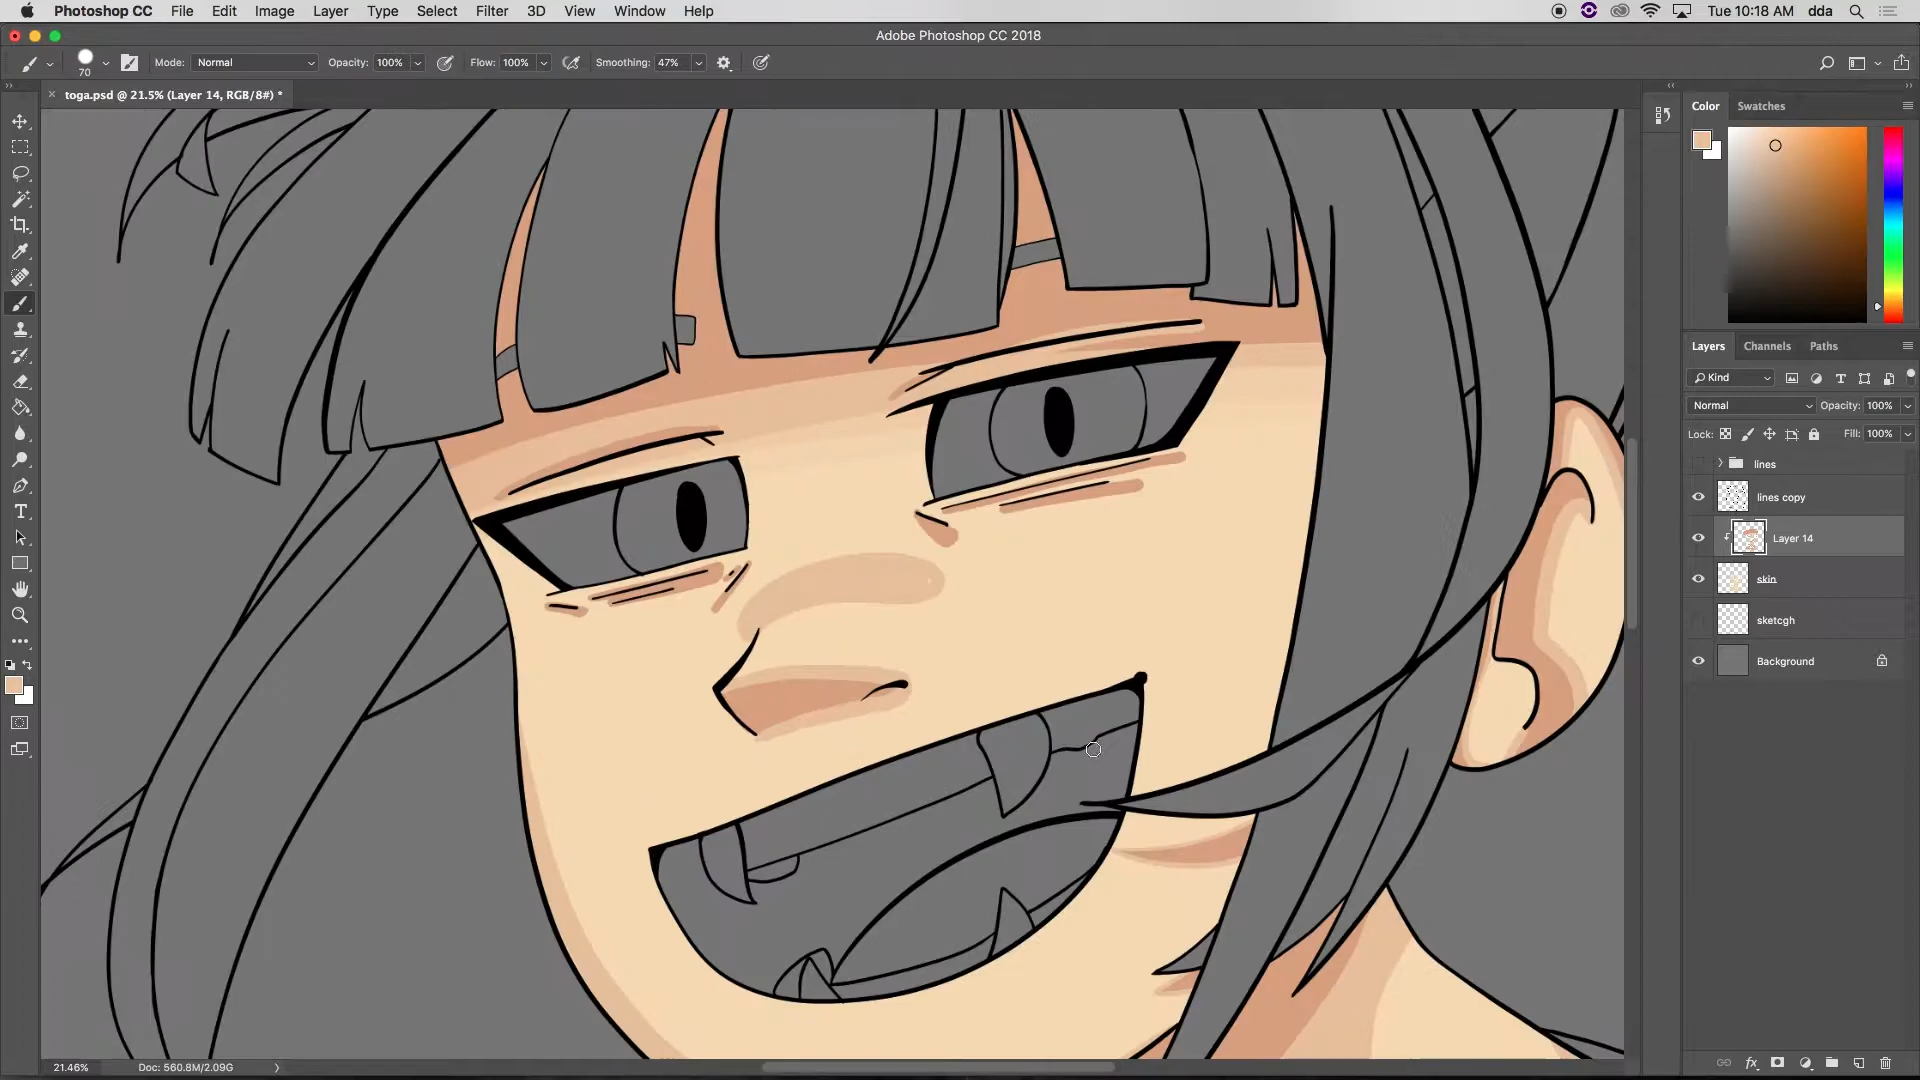 Photoshop CC File Edit Image Layer Type Select Filter 3D View Window Help Tue 10:18 AM dda
Adobe Photoshop CC 2018
70 Mode: Normal Opacity: 100% Flow: 100% Smoothing: 47%
toga.psd @ 21.5% (Layer 14, RGB/8#) *
Color Swatches
Layers Channels Paths
Kind
Normal Opacity: 100%
Lock: Fill: 100%
lines
lines copy
Layer 14
skin
sketcgh
Background
21.46% Doc: 560.8M/2.09G